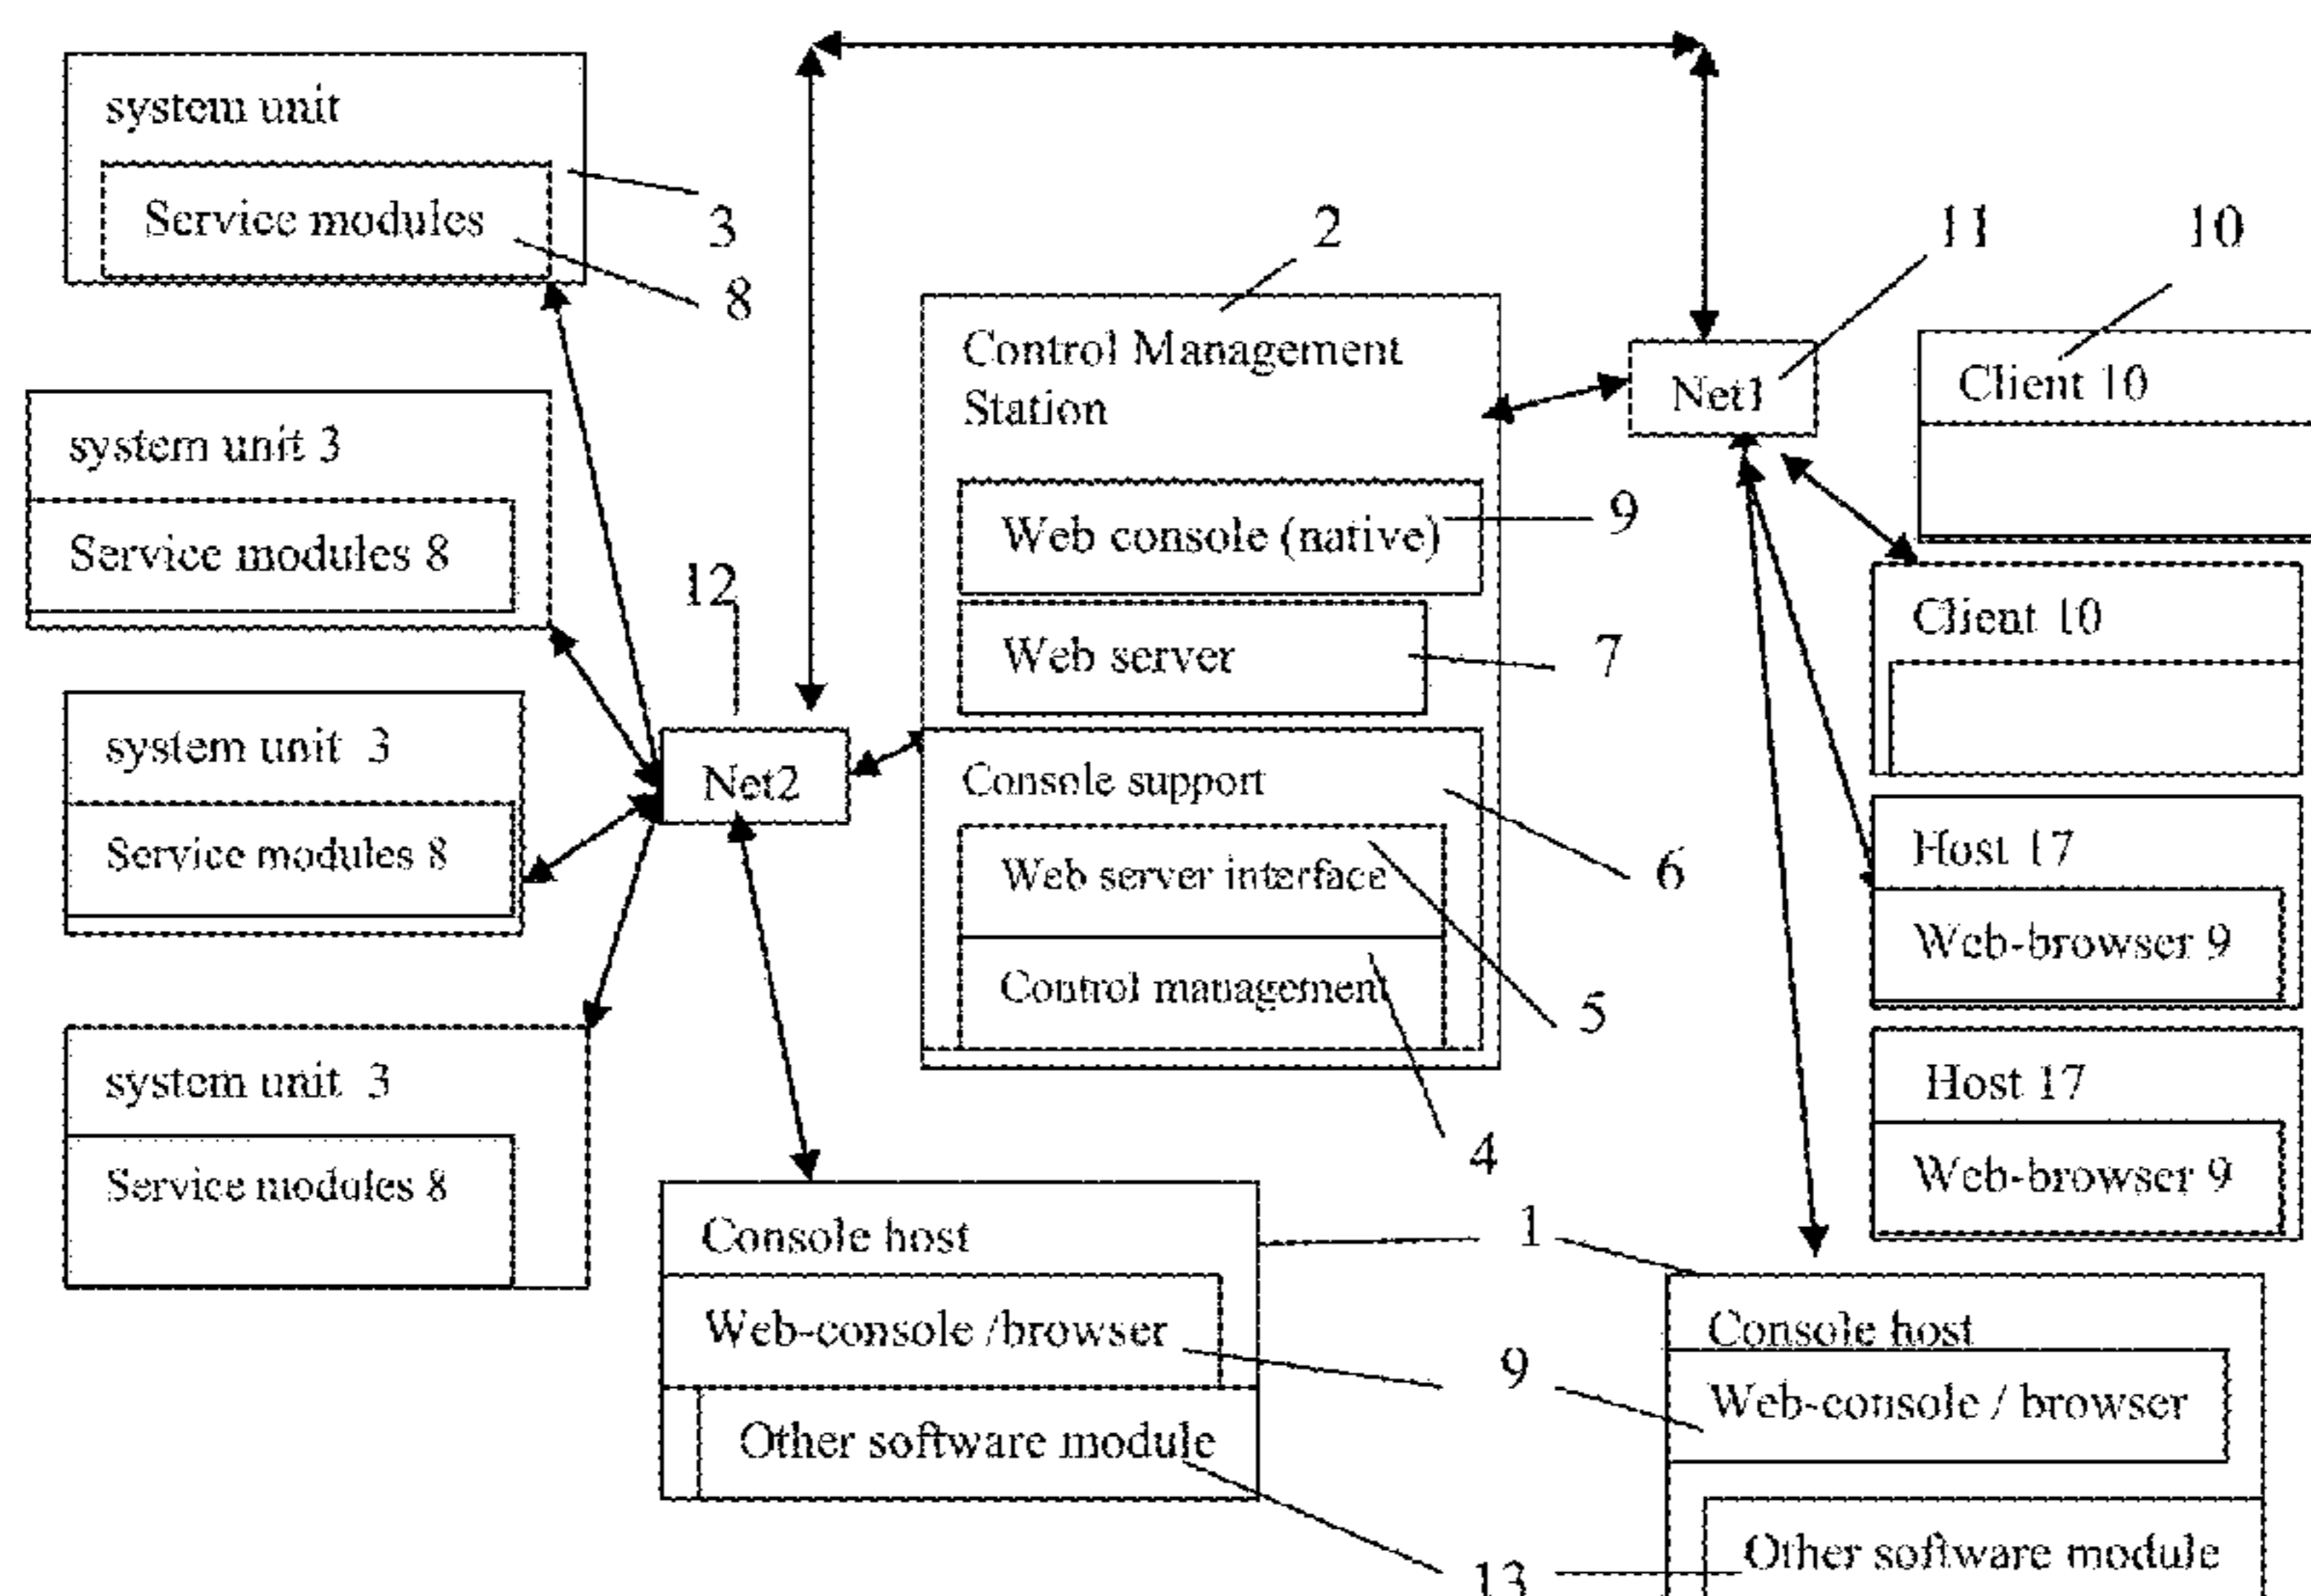 system unit
Service modules
3
8
system unit 3
Service modules 8
system unit 3
Service modules 8
system unit 3
Service modules 8
12
Net2
2
Control Management
Station
Web console (native)
9
Web server
7
Console support
6
Web server interface
5
Control management
4
11
Net1
10
Client 10
Client 10
Host 17
Web-browser 9
Host 17
Web-browser 9
Console host
1
Web-console /browser
9
Other software module
13
Console host
Web-console / browser
Other software module